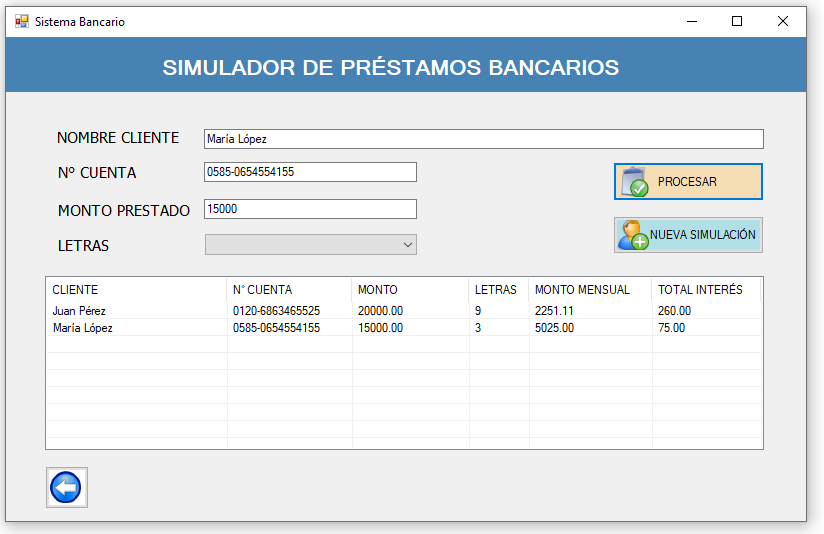 Sistema Bancario
SIMULADOR DE PRÉSTAMOS BANCARIOS
NOMBRE CLIENTE María López
Nº CUENTA 0585-0654554155
PROCESAR
MONTO PRESTADO 15000
NUEVA SIMULACIÓN
LETRAS
CLIENTE N° CUENTA MONTO LETRAS MONTO MENSUAL TOTAL INTERÉS
Juan Pérez 0120-6863465525 20000.00 9 2251.11 260.00
María López 0585-0654554155 15000.00 3 5025.00 75.00